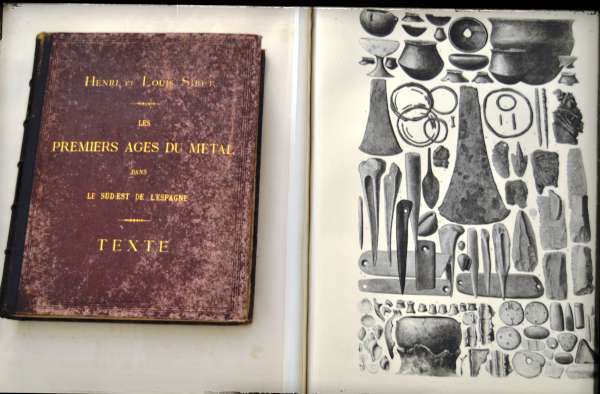 HENRI ET LOUIS SIRET
LES
PREMIERS AGES DU METAL
DANS
LE SUD-EST DE L'ESPAGNE
TEXTE